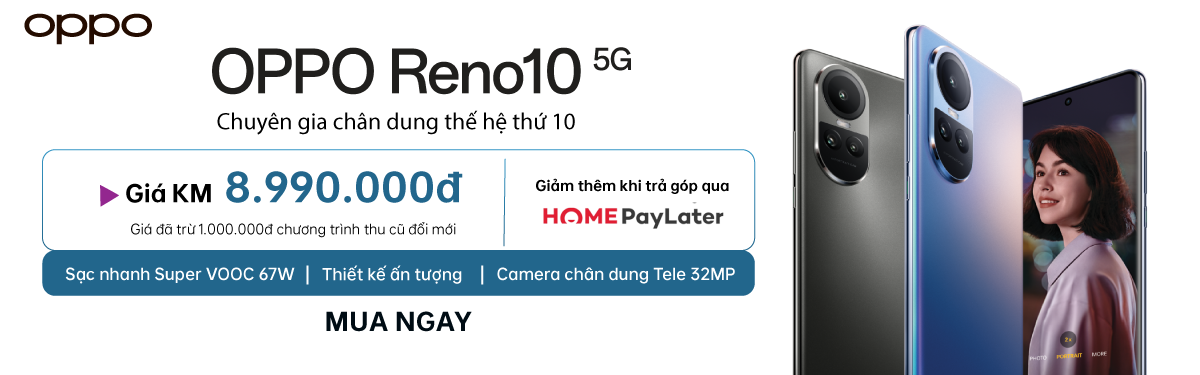 oppo
OPPO Reno10 5G
Chuyên gia chân dung thế hệ thứ 10
Giá KM 8.990.000đ
Giá đã trừ 1.000.000đ chương trình thu cũ đổi mới
Giảm thêm khi trả góp qua
HOME PayLater
Sạc nhanh Super VOOC 67W | Thiết kế ấn tượng | Camera chân dung Tele 32MP
MUA NGAY
2x
PHOTO PORTRAIT MORE